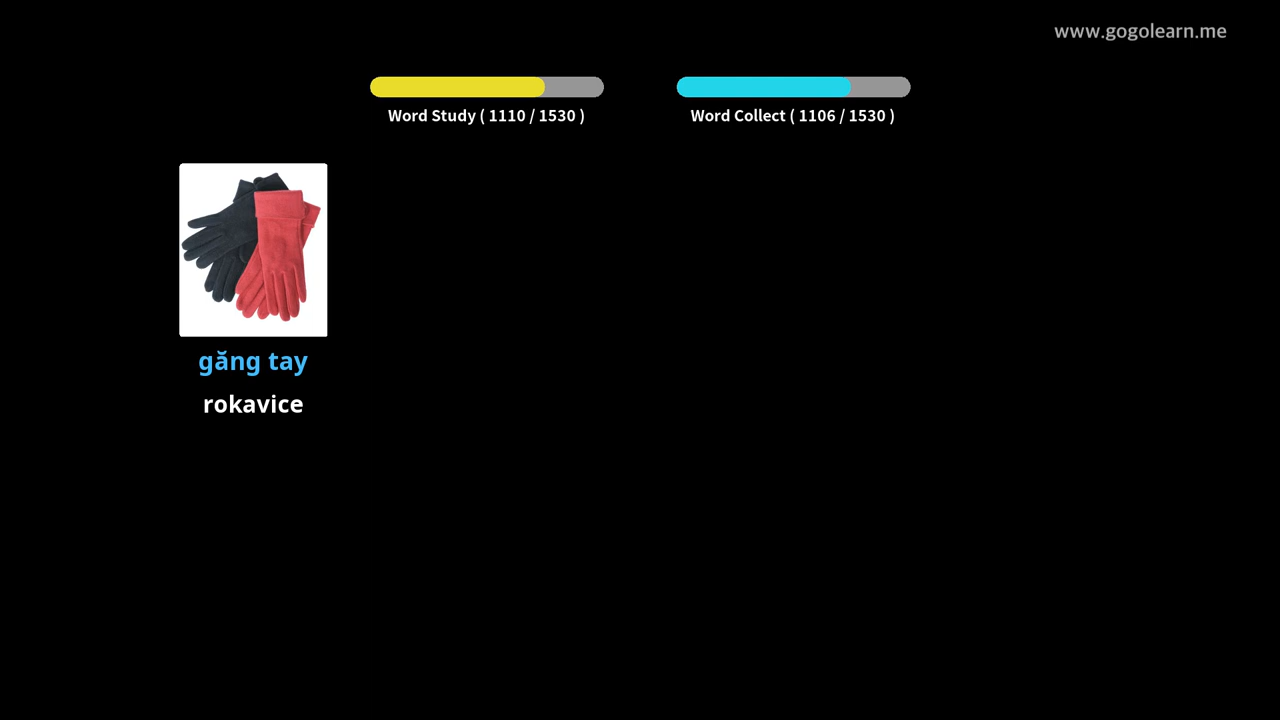 www.gogolearn.me
Word Study ( 1110 / 1530 )
Word Collect ( 1106 / 1530 )
găng tay
rokavice